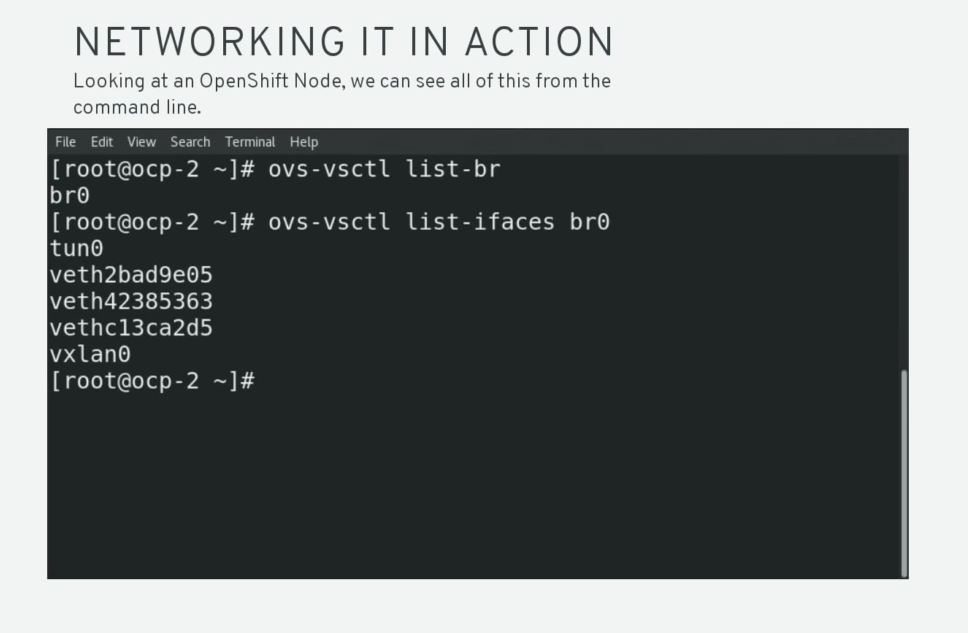 NETWORKING IT IN ACTION
Looking at an OpenShift Node, we can see all of this from the
command line.
File Edit View Search Terminal Help
[root@ocp-2 ~]# ovs-vsctl list-br
br0
[root@ocp-2 ~]# ovs-vsctl list-ifaces br0
tun0
veth2bad9e05
veth42385363
vethc13ca2d5
vxlan0
[root@ocp-2 ~]#